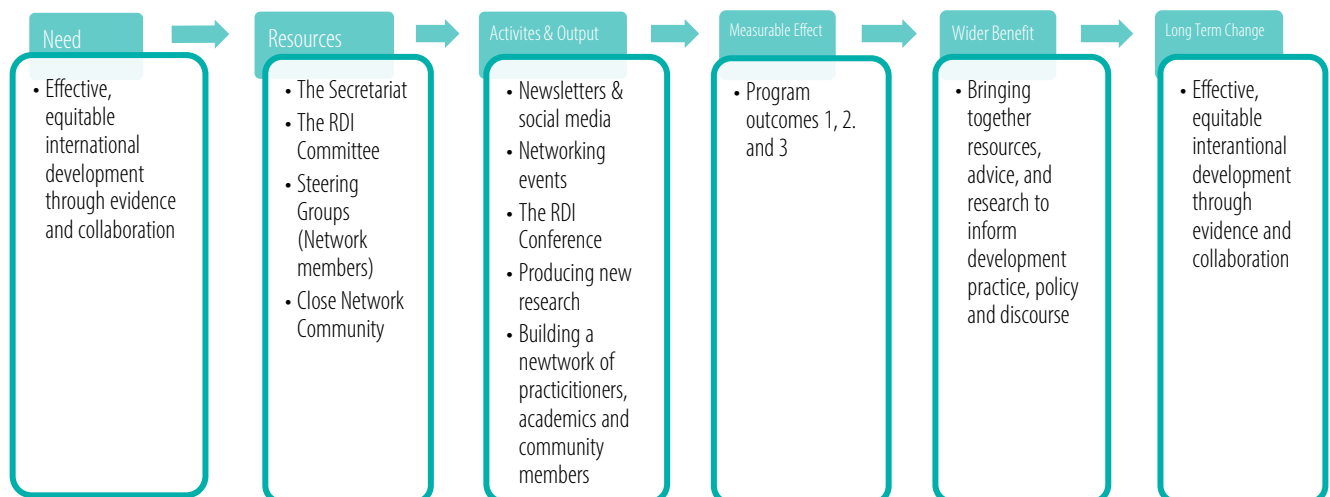 Need
• Effective,
equitable
international
development
through evidence
and collaboration
Resources
• The Secretariat
• The RDI
Committee
• Steering
Groups
(Network
members)
• Close Network
Community
Activites & Output
• Newsletters &
social media
• Networking
events
• The RDI
Conference
• Producing new
research
• Building a
newtwork of
practicitioners,
academics and
community
members
Measurable Effect
• Program
outcomes 1, 2.
and 3
Wider Benefit
• Bringing
together
resources,
advice, and
research to
inform
development
practice, policy
and discourse
Long Term Change
• Effective,
equitable
interantional
development
through
evidence and
collaboration